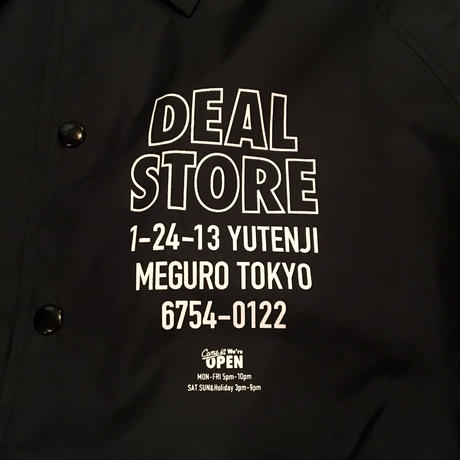 DEAL
STORE
1-24-13 YUTENJI
MEGURO TOKYO
6754-0122
Come in We're
OPEN
MON-FRI 5pm-10pm
SAT.SUN&Holiday 3pm-9pm